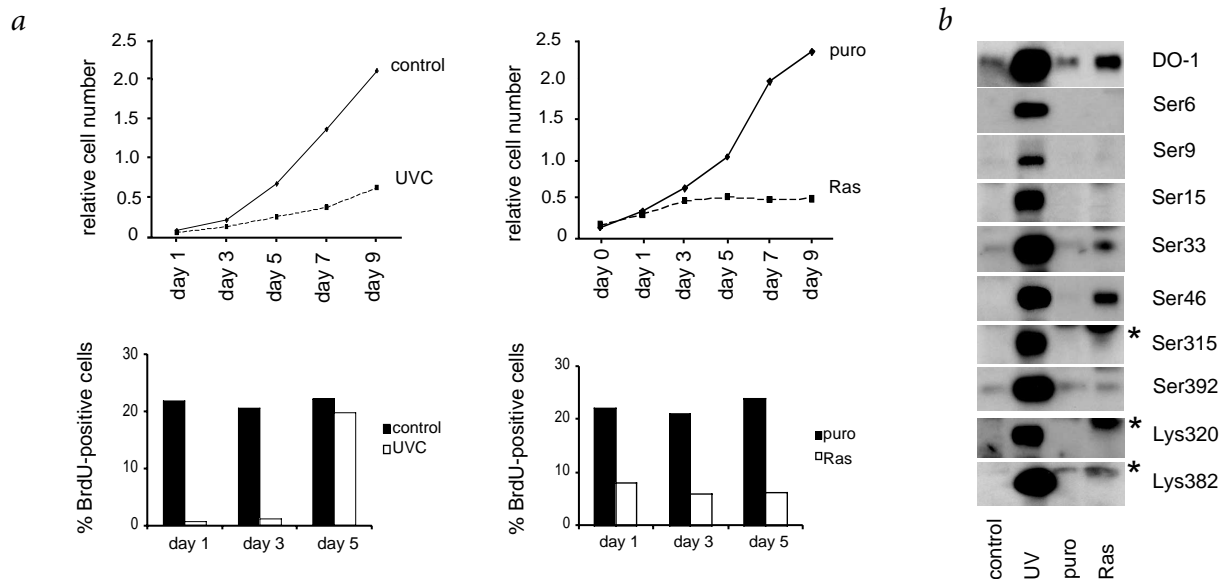 a
relative cell number
2.5
2.0
1.5
1.0
0.5
0
control
UVC
day 1
day 3
day 5
day 7
day 9
relative cell number
2.5
2.0
1.5
1.0
0.5
0
puro
Ras
day 0
day 1
day 3
day 5
day 7
day 9
% BrdU-positive cells
30
20
10
0
control
UVC
day 1
day 3
day 5
% BrdU-positive cells
30
20
10
0
puro
Ras
day 1
day 3
day 5
b
DO-1
Ser6
Ser9
Ser15
Ser33
Ser46
* Ser315
Ser392
* Lys320
* Lys382
control
UV
puro
Ras